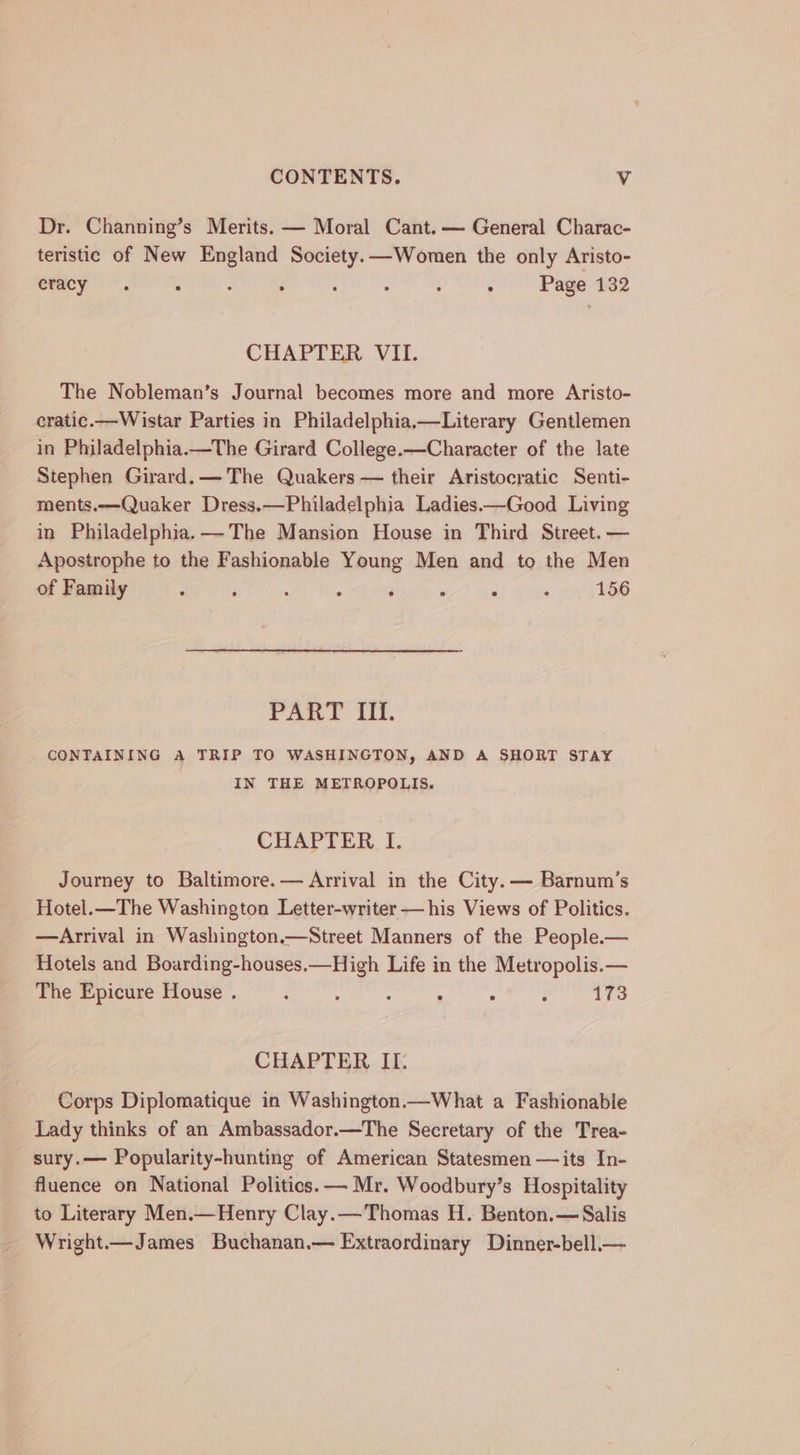 CONTENTS. V
Dr. Channing's Merits. — Moral Cant. — General Charac-
teristic of New England Society. — Women the only Aristo-
cracy . . . . . . . . Page 132
CHAPTER VII.
The Nobleman's Journal becomes more and more Aristo-
cratic.—Wistar Parties in Philadelphia.—Literary Gentlemen
in Philadelphia.—The Girard College.—Character of the late
Stephen Girard. — The Quakers — their Aristocratic Senti-
ments.—Quaker Dress.—Philadelphia Ladies.—Good Living
in Philadelphia. — The Mansion House in Third Street. —
Apostrophe to the Fashionable Young Men and to the Men
of Family . . . . . . . . 156
PART III.
CONTAINING A TRIP TO WASHINGTON, AND A SHORT STAY
IN THE METROPOLIS.
CHAPTER I.
Journey to Baltimore. — Arrival in the City. — Barnum's
Hotel.—The Washington Letter-writer — his Views of Politics.
—Arrival in Washington.—Street Manners of the People.—
Hotels and Boarding-houses.—High Life in the Metropolis.—
The Epicure House . . . . . . . 173
CHAPTER II.
Corps Diplomatique in Washington.—What a Fashionable
Lady thinks of an Ambassador.—The Secretary of the Trea-
sury. — Popularity-hunting of American Statesmen — its In-
fluence on National Politics. — Mr. Woodbury's Hospitality
to Literary Men.—Henry Clay.—Thomas H. Benton.—Salis
Wright.—James Buchanan.— Extraordinary Dinner-bell.—